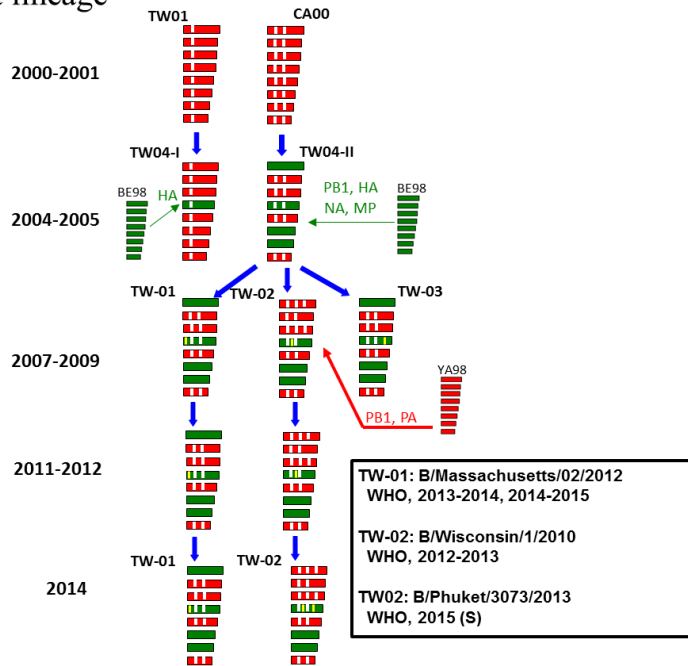 lineage
TW01
CA00
2000-2001
TW04-I
TW04-II
BE98
HA
PB1, HA
NA, MP
BE98
2004-2005
TW-01
TW-02
TW-03
2007-2009
YA98
PB1, PA
2011-2012
TW-01: B/Massachusetts/02/2012
WHO, 2013-2014, 2014-2015
TW-02: B/Wisconsin/1/2010
WHO, 2012-2013
TW02: B/Phuket/3073/2013
WHO, 2015 (S)
TW-01
TW-02
2014